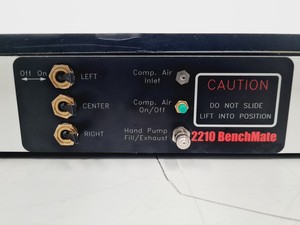 Off On
LEFT
CENTER
RIGHT
Comp. Air
Inlet
Comp. Air
On/Off
Hand Pump
Fill/Exhaust
CAUTION
DO NOT SLIDE
LIFT INTO POSITION
2210 BenchMate